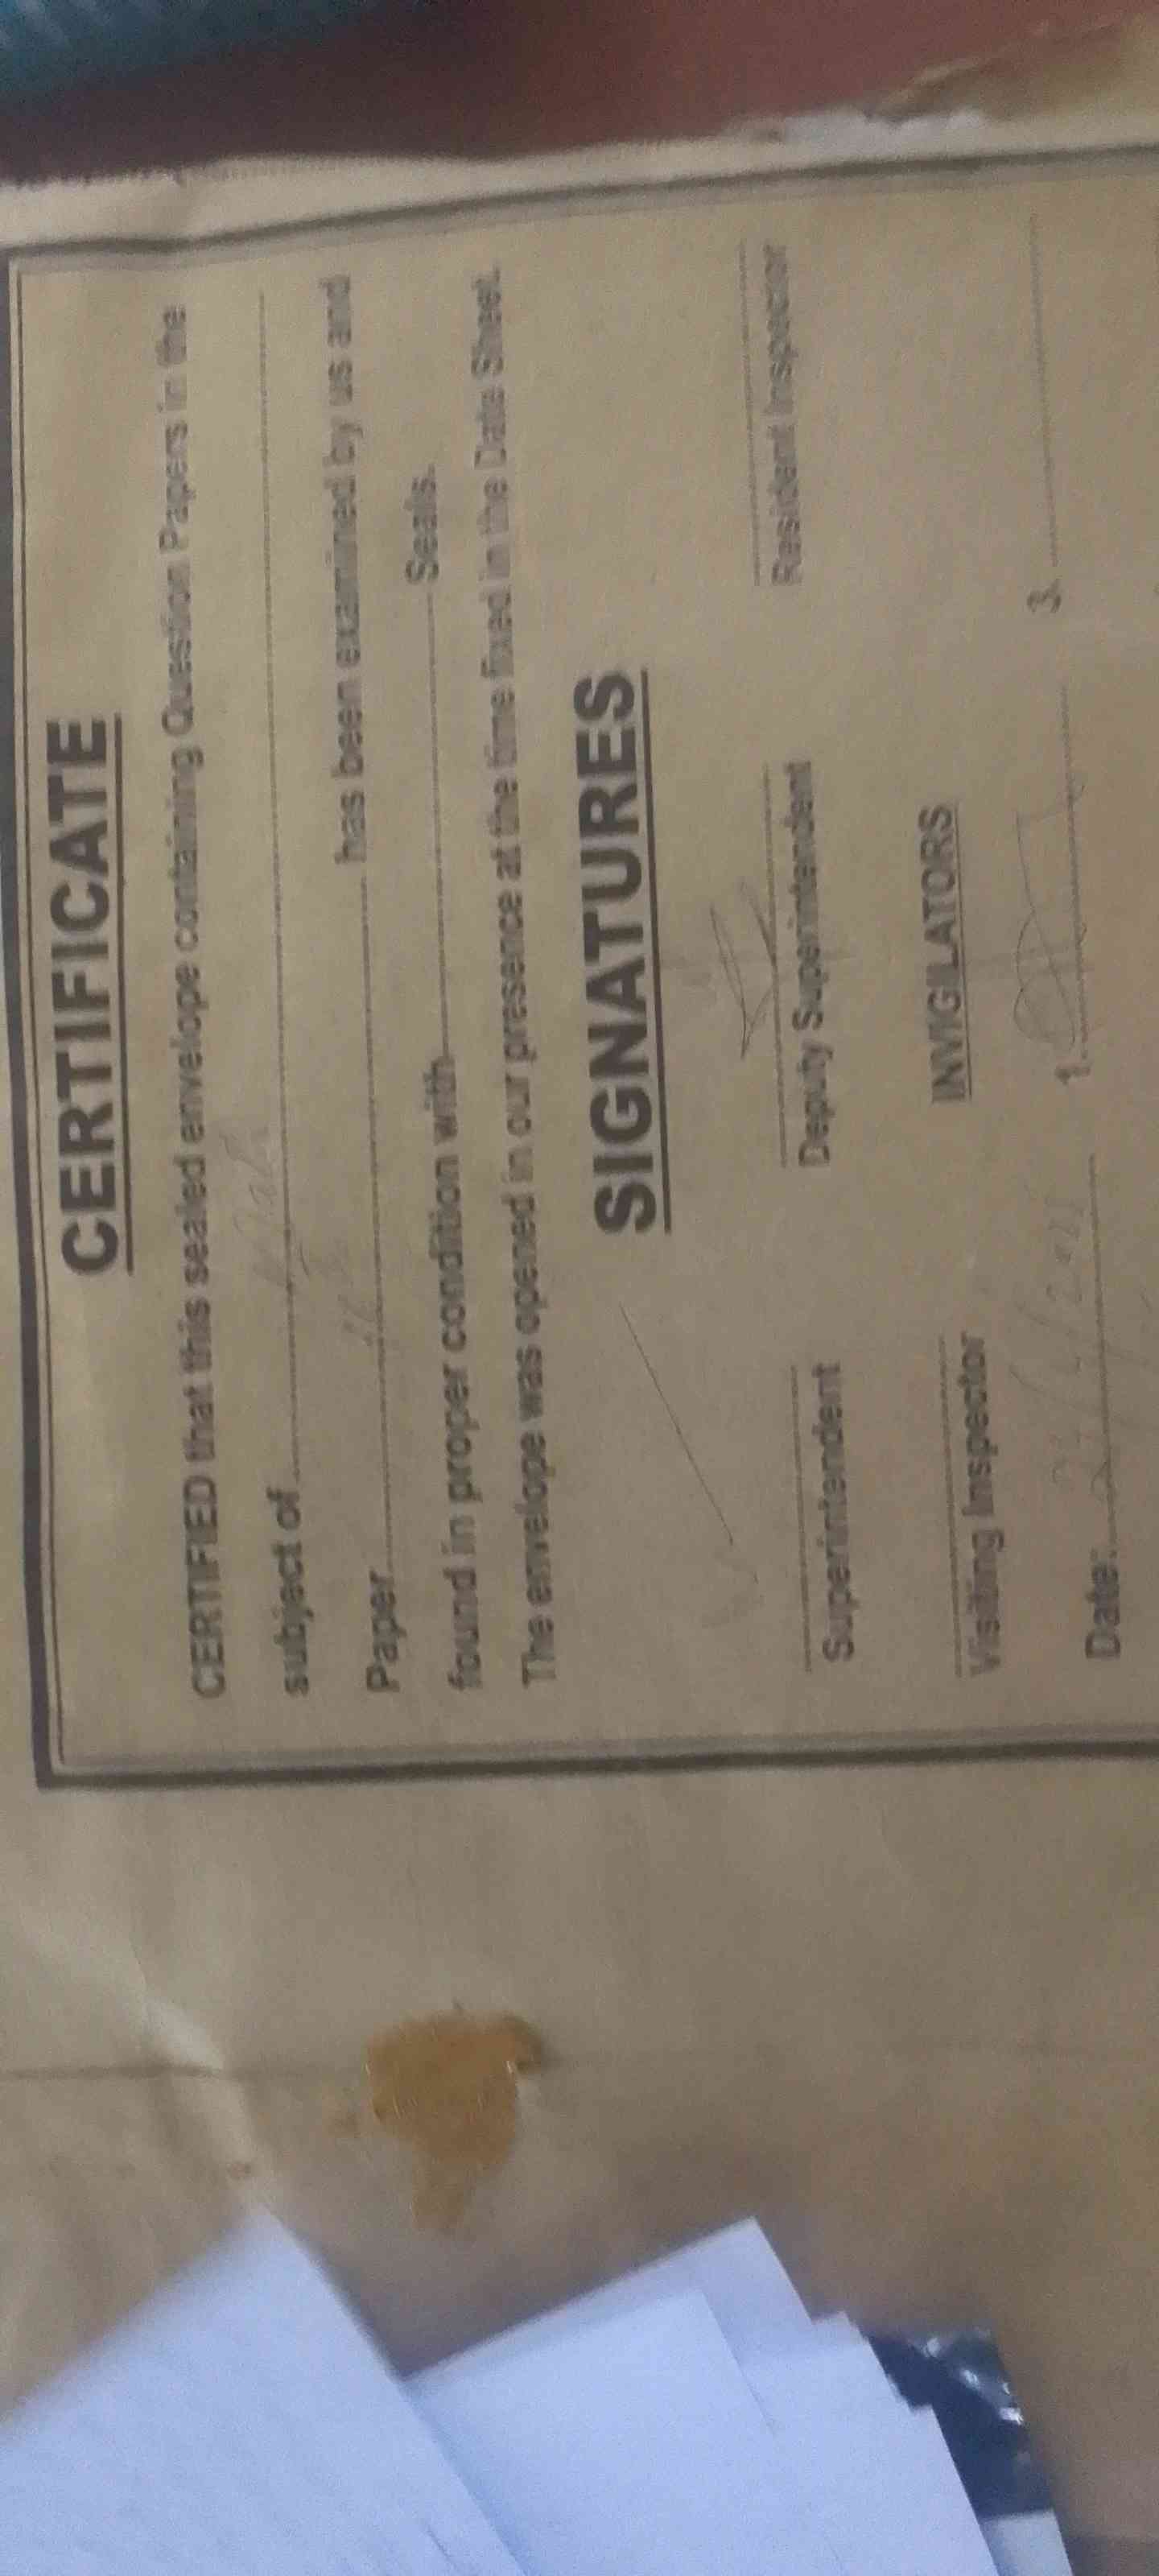 CERTIFICATE
CERTIFIED that this sealed envelope containing Question Papers in the
subject of
Paper has been examined by us and
found in proper condition with Seals.
The envelope was opened in our presence at the time fixed in the Date Sheet.
SIGNATURES
Superintendent Deputy Superintendent Resident Inspector
Visiting Inspector INVIGILATORS
Date: 1. 3.